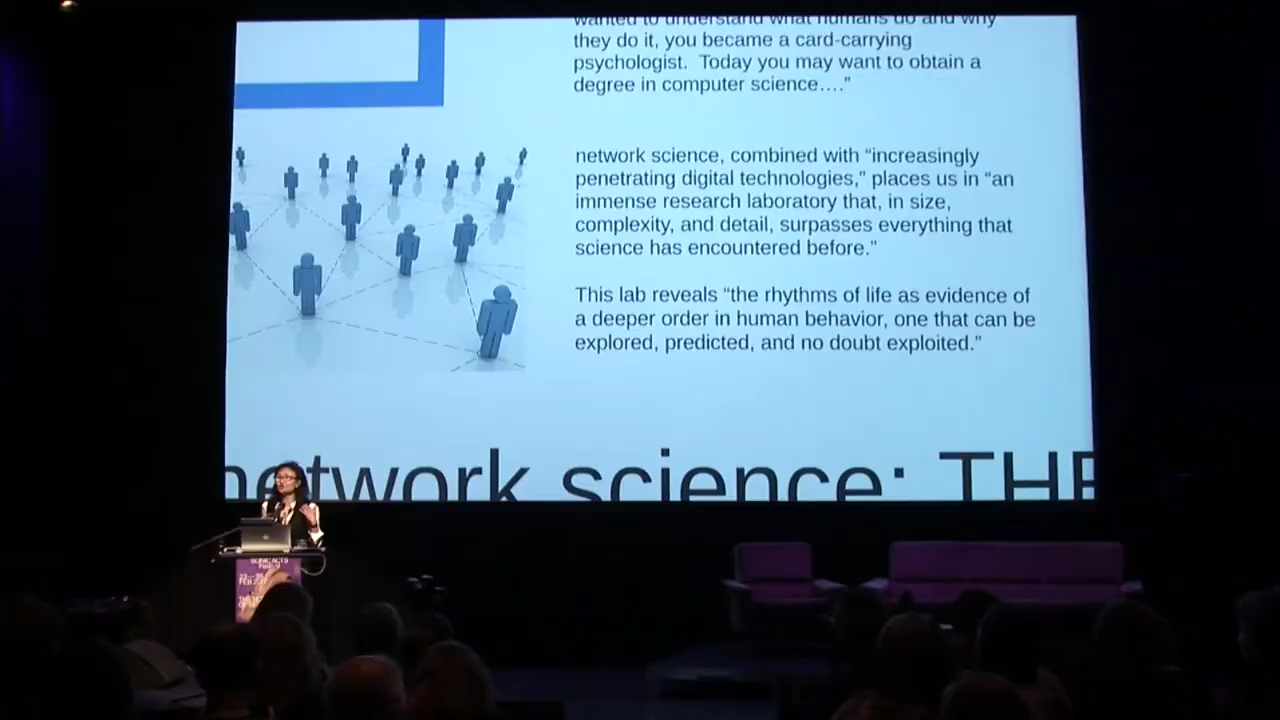 wanted to understand what humans do and why
they do it, you became a card-carrying
psychologist. Today you may want to obtain a
degree in computer science....”
network science, combined with “increasingly
penetrating digital technologies,” places us in “an
immense research laboratory that, in size,
complexity, and detail, surpasses everything that
science has encountered before.”
This lab reveals “the rhythms of life as evidence of
a deeper order in human behavior, one that can be
explored, predicted, and no doubt exploited.”
network science: THE
SONIC ACTS